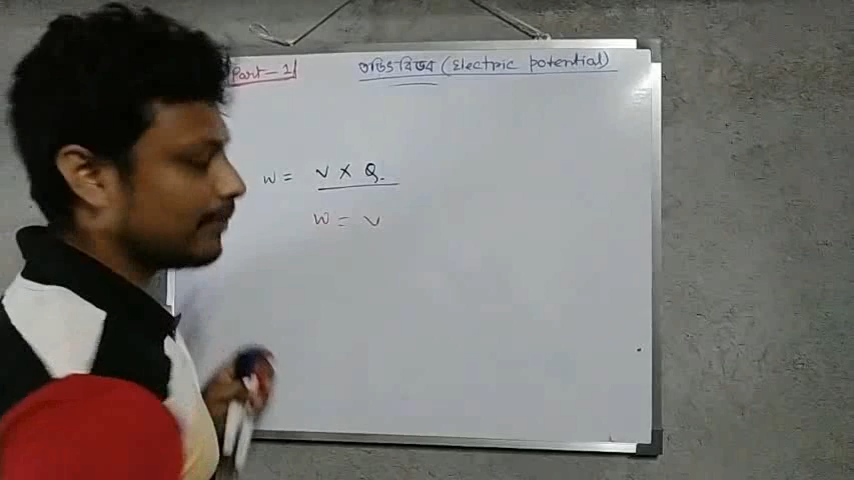 Part-1
তড়িৎ বিভব (Electric potential)
W = V X Q.
W = V